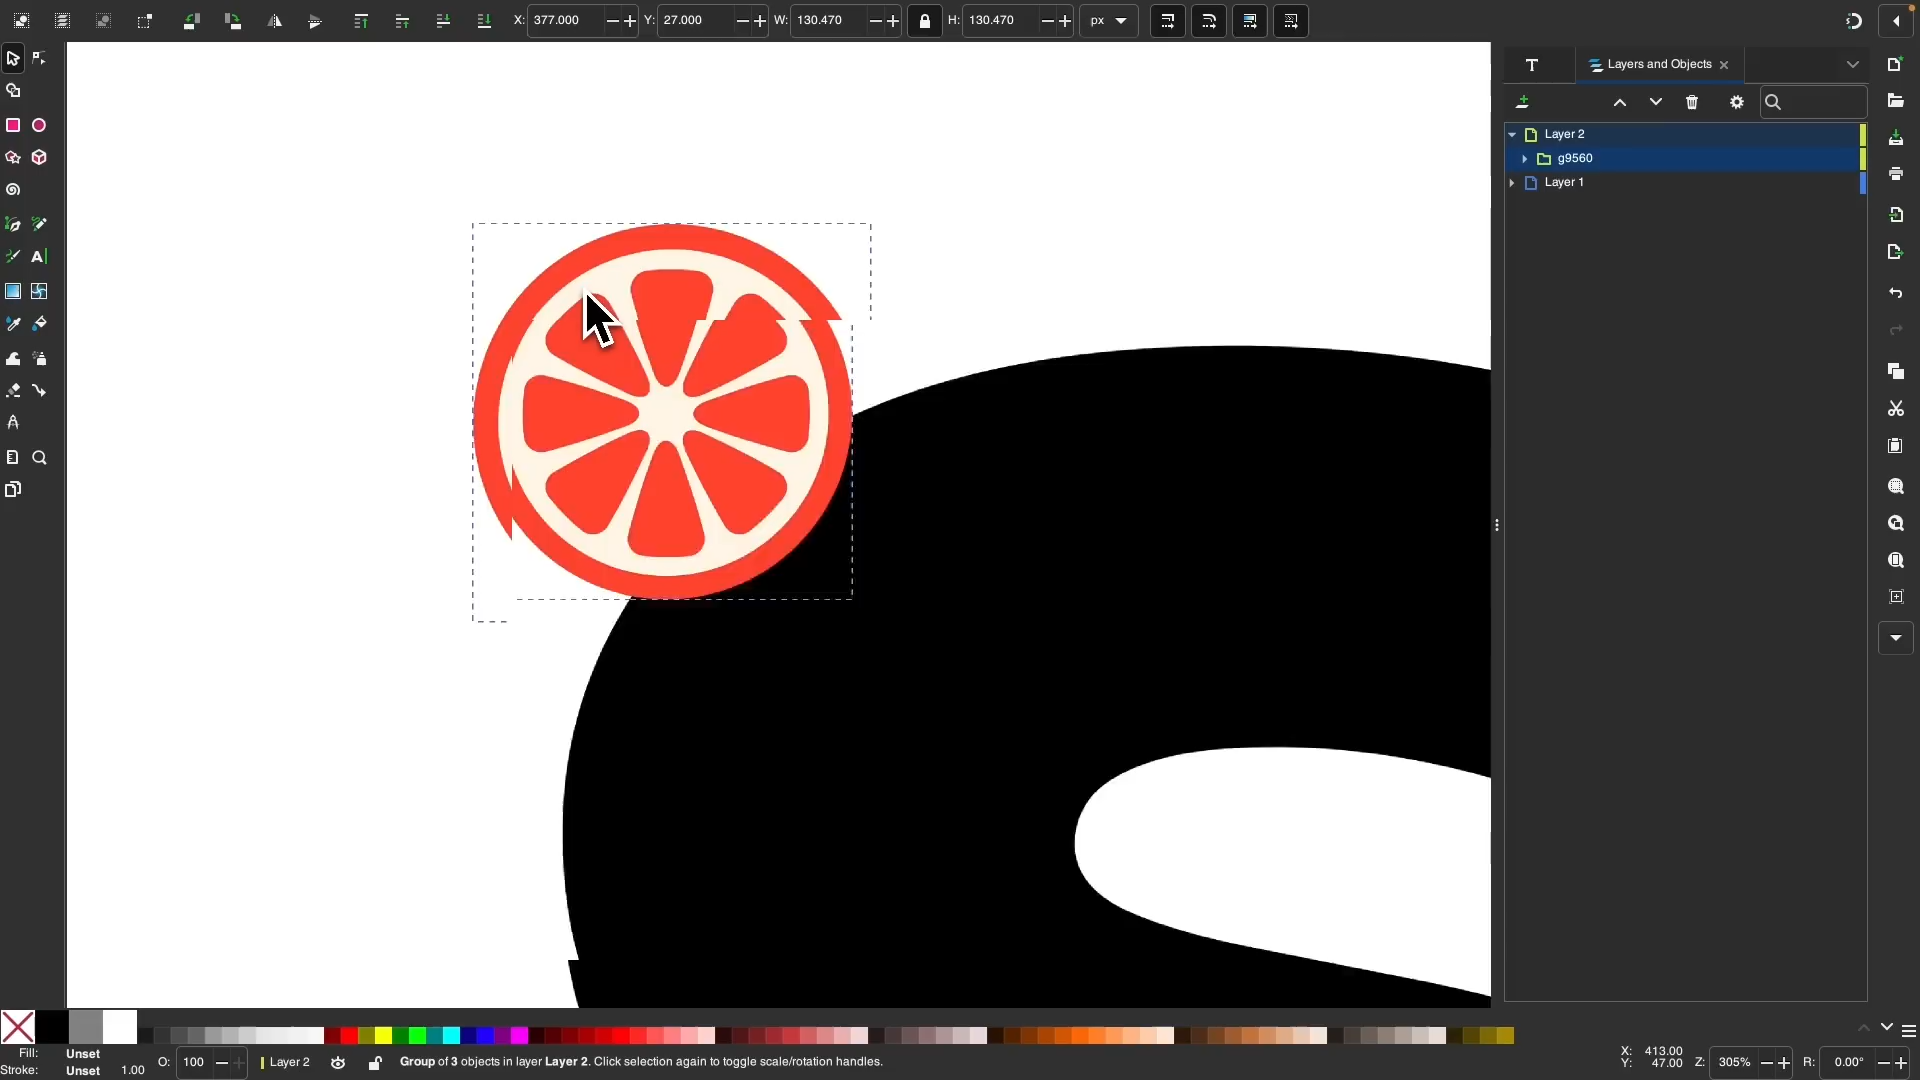 X: 377.000 Y: 27.000 W: 130.470 H: 130.470 px
T Layers and Objects
Layer 2
g9560
Layer 1
A
Fill: Unset
Stroke: Unset 1.00
O: 100
Layer 2
Group of 3 objects in layer Layer 2. Click selection again to toggle scale/rotation handles.
X: 413.00
Y: 47.00
Z: 305%
R: 0.00°